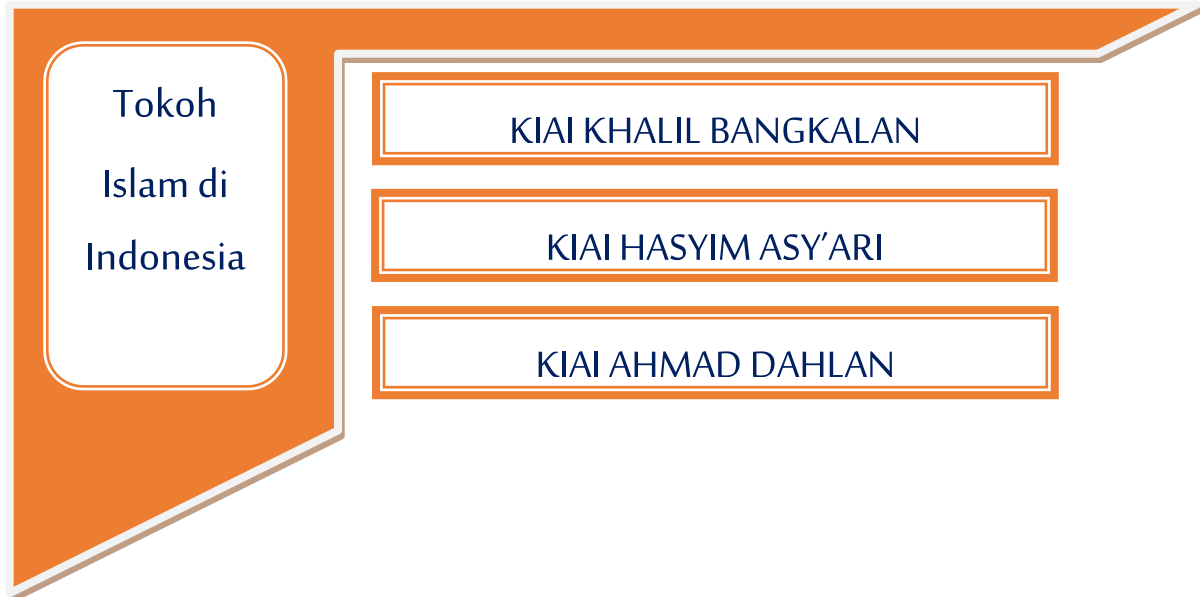 Tokoh
Islam di
Indonesia
KIAI KHALIL BANGKALAN
KIAI HASYIM ASY’ARI
KIAI AHMAD DAHLAN